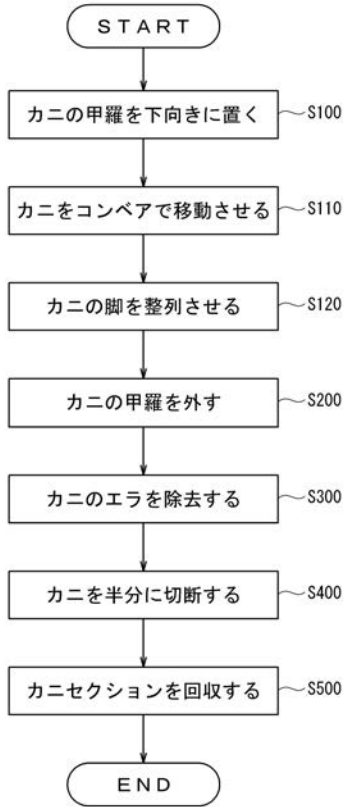 START
カニの甲羅を下向きに置く S100
カニをコンベアで移動させる S110
カニの脚を整列させる S120
カニの甲羅を外す S200
カニのエラを除去する S300
カニを半分に切断する S400
カニセクションを回収する S500
END